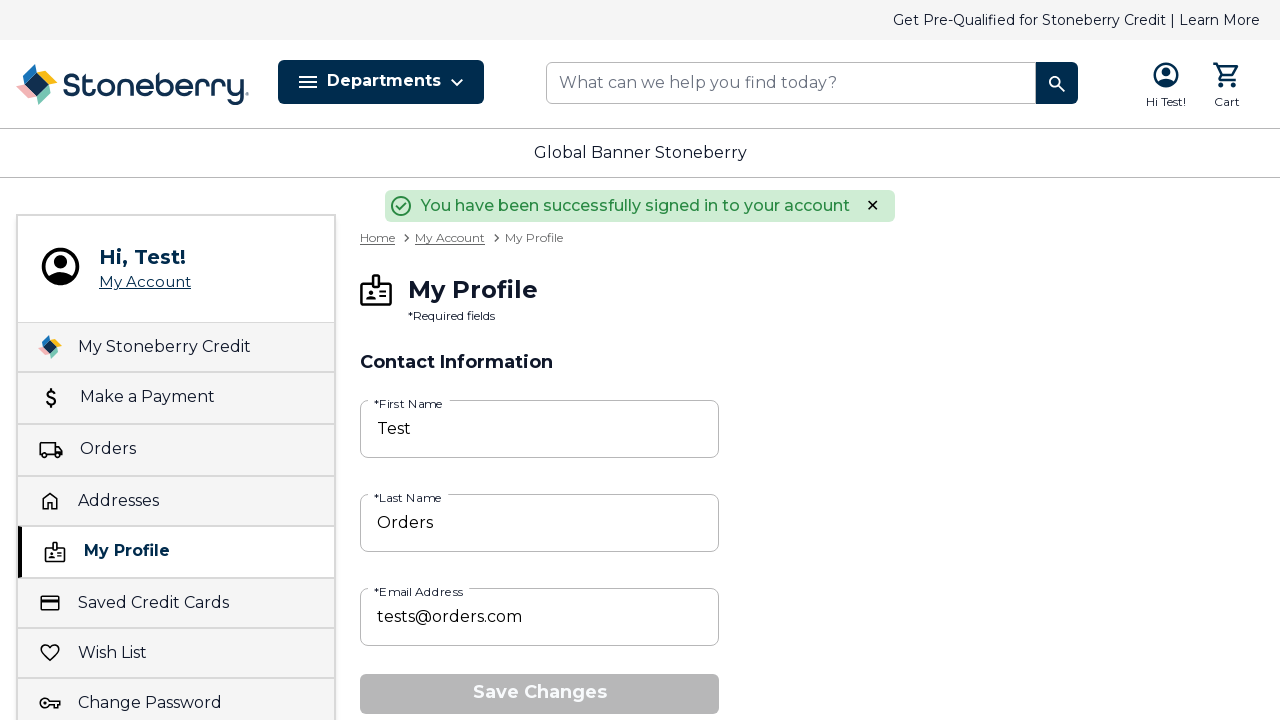 Get Pre-Qualified for Stoneberry Credit | Learn More
Stoneberry
Departments
What can we help you find today?
Hi Test!
Cart
Global Banner Stoneberry
You have been successfully signed in to your account ✕
Hi, Test!
My Account
My Stoneberry Credit
Make a Payment
Orders
Addresses
My Profile
Saved Credit Cards
Wish List
Change Password
Home > My Account > My Profile
My Profile
*Required fields
Contact Information
*First Name
Test
*Last Name
Orders
*Email Address
tests@orders.com
Save Changes